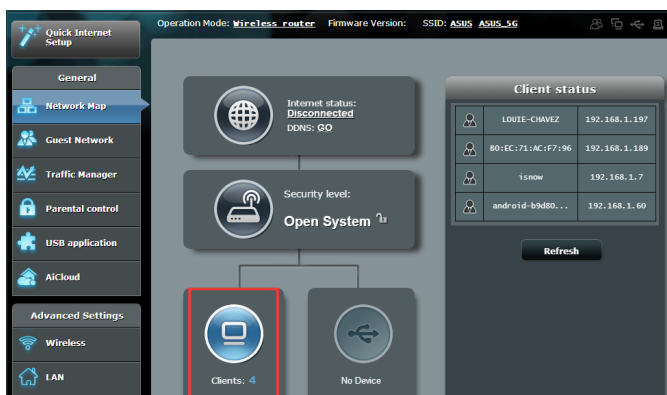 Quick Internet
Setup
Operation Mode: Wireless router Firmware Version: SSID: ASUS ASUS_5G
General
Network Map
Guest Network
Traffic Manager
Parental control
USB application
AiCloud
Advanced Settings
Wireless
LAN
Internet status:
Disconnected
DDNS: GO
Security level:
Open System
Clients: 4
No Device
Client status
LOUIE-CHAVEZ 192.168.1.197
B0:EC:71:AC:F7:96 192.168.1.189
isnow 192.168.1.7
android-b9d80... 192.168.1.60
Refresh